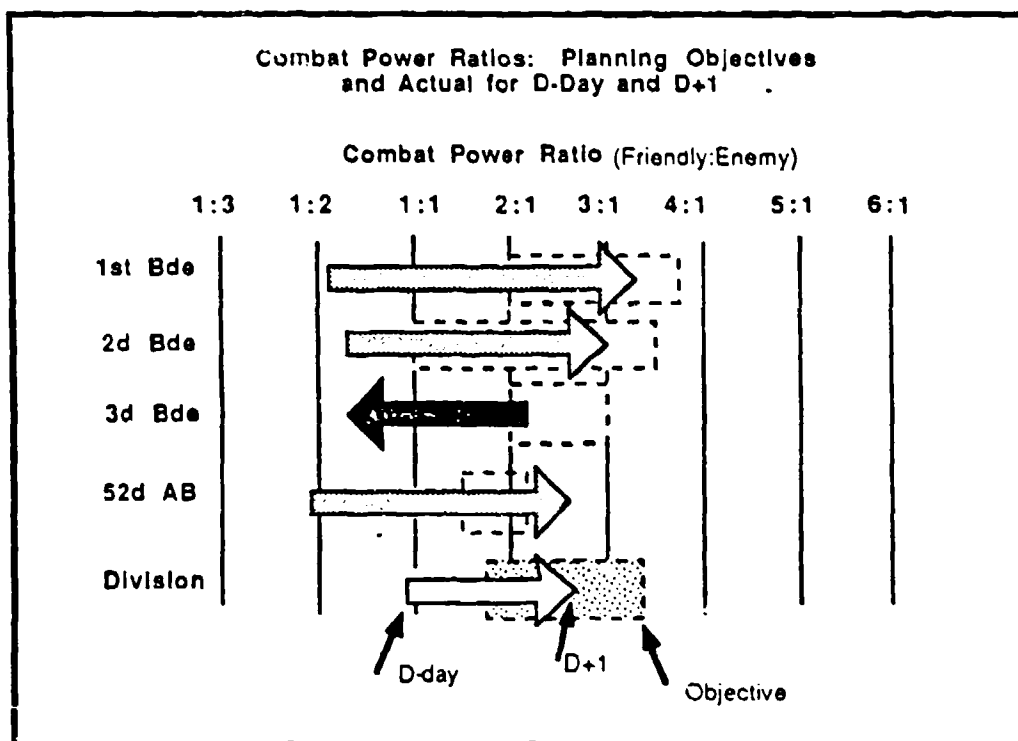 Combat Power Ratios: Planning Objectives
and Actual for D-Day and D+1
Combat Power Ratio (Friendly:Enemy)
1:3 1:2 1:1 2:1 3:1 4:1 5:1 6:1
1st Bde
2d Bde
3d Bde
52d AB
Division
D-day
D+1
Objective